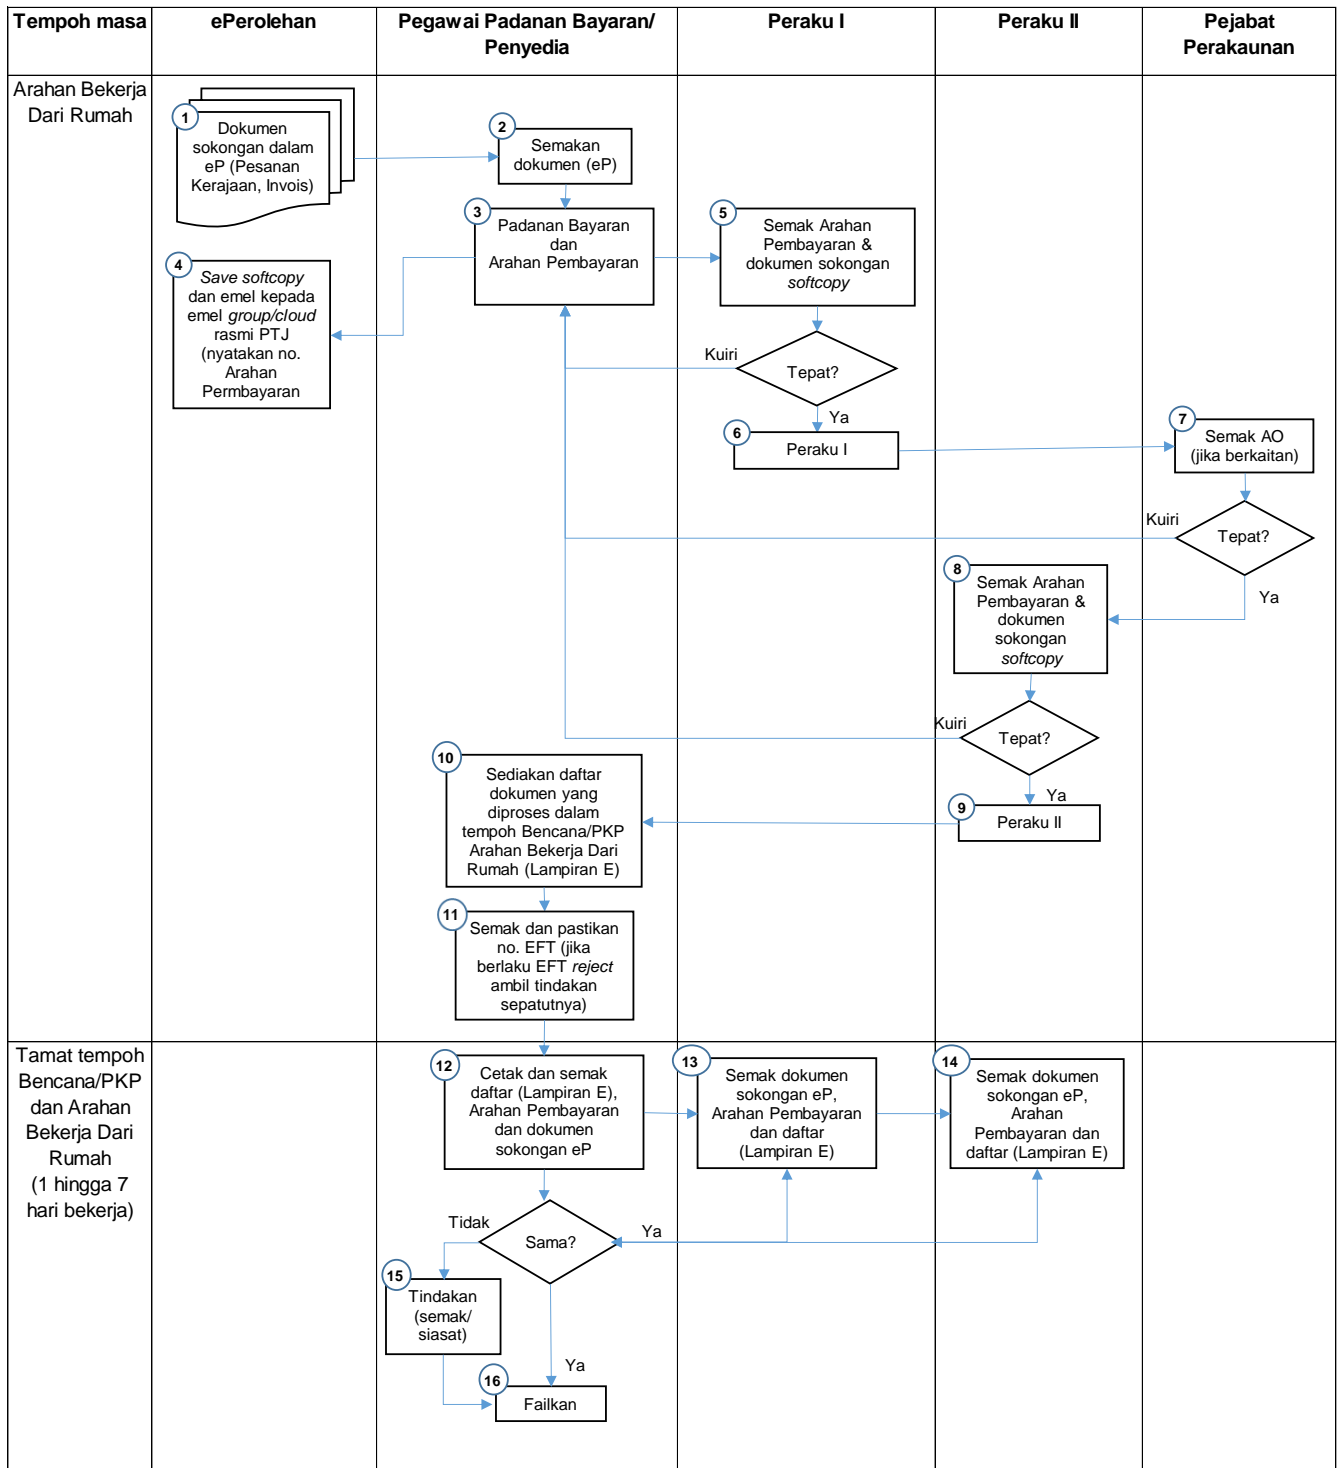 Tempoh masa
ePerolehan
Pegawai Padanan Bayaran/
Penyedia
Peraku I
Peraku II
Pejabat
Perakaunan
Arahan Bekerja
Dari Rumah
1
Dokumen
sokongan dalam
eP (Pesanan
Kerajaan, Invois)
2
Semakan
dokumen (eP)
3
Padanan Bayaran
dan
Arahan Pembayaran
4
Save softcopy
dan emel kepada
emel group/cloud
rasmi PTJ
(nyatakan no.
Arahan
Permbayaran
5
Semak Arahan
Pembayaran &
dokumen sokongan
softcopy
Kuiri
Tepat?
Ya
6
Peraku I
7
Semak AO
(jika berkaitan)
Kuiri
Tepat?
Ya
8
Semak Arahan
Pembayaran &
dokumen
sokongan
softcopy
Kuiri
Tepat?
Ya
9
Peraku II
10
Sediakan daftar
dokumen yang
diproses dalam
tempoh Bencana/PKP
Arahan Bekerja Dari
Rumah (Lampiran E)
11
Semak dan pastikan
no. EFT (jika
berlaku EFT reject
ambil tindakan
sepatutnya)
Tamat tempoh
Bencana/PKP
dan Arahan
Bekerja Dari
Rumah
(1 hingga 7
hari bekerja)
12
Cetak dan semak
daftar (Lampiran E),
Arahan Pembayaran
dan dokumen
sokongan eP
13
Semak dokumen
sokongan eP,
Arahan Pembayaran
dan daftar
(Lampiran E)
14
Semak dokumen
sokongan eP,
Arahan
Pembayaran dan
daftar (Lampiran E)
Tidak
Sama?
Ya
15
Tindakan
(semak/
siasat)
Ya
16
Failkan